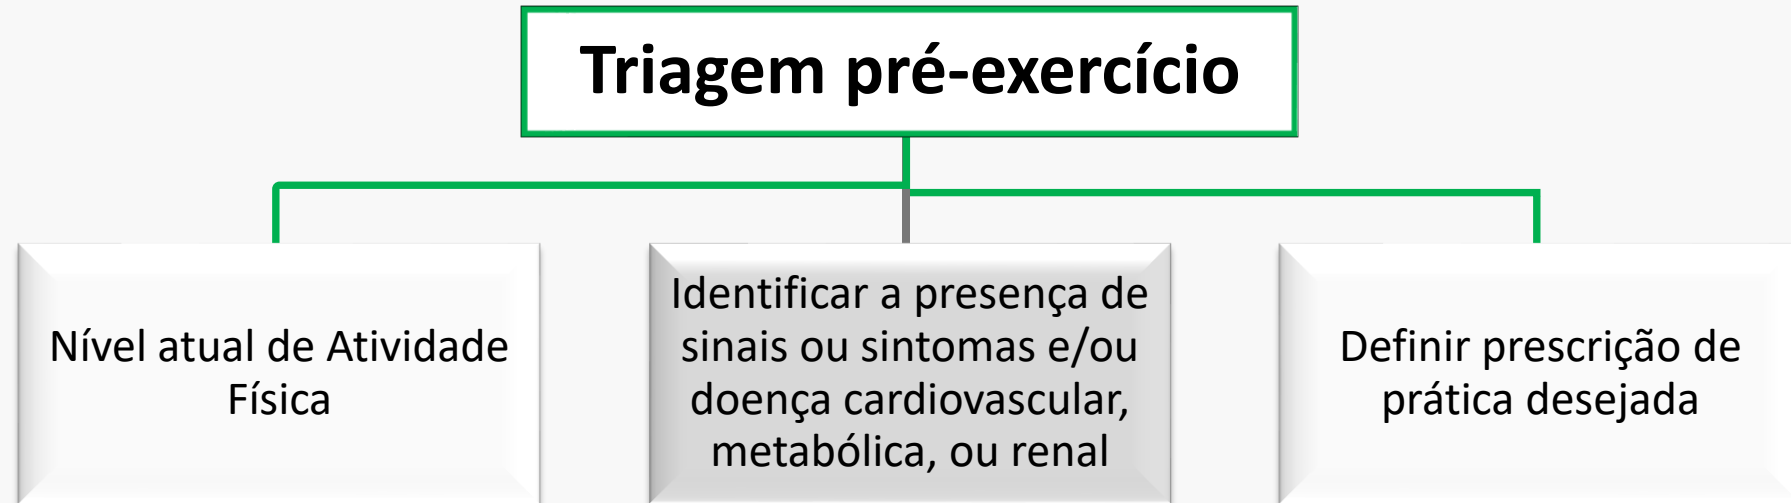 Triagem pré-exercício
Nível atual de Atividade
Física
Identificar a presença de
sinais ou sintomas e/ou
doença cardiovascular,
metabólica, ou renal
Definir prescrição de
prática desejada